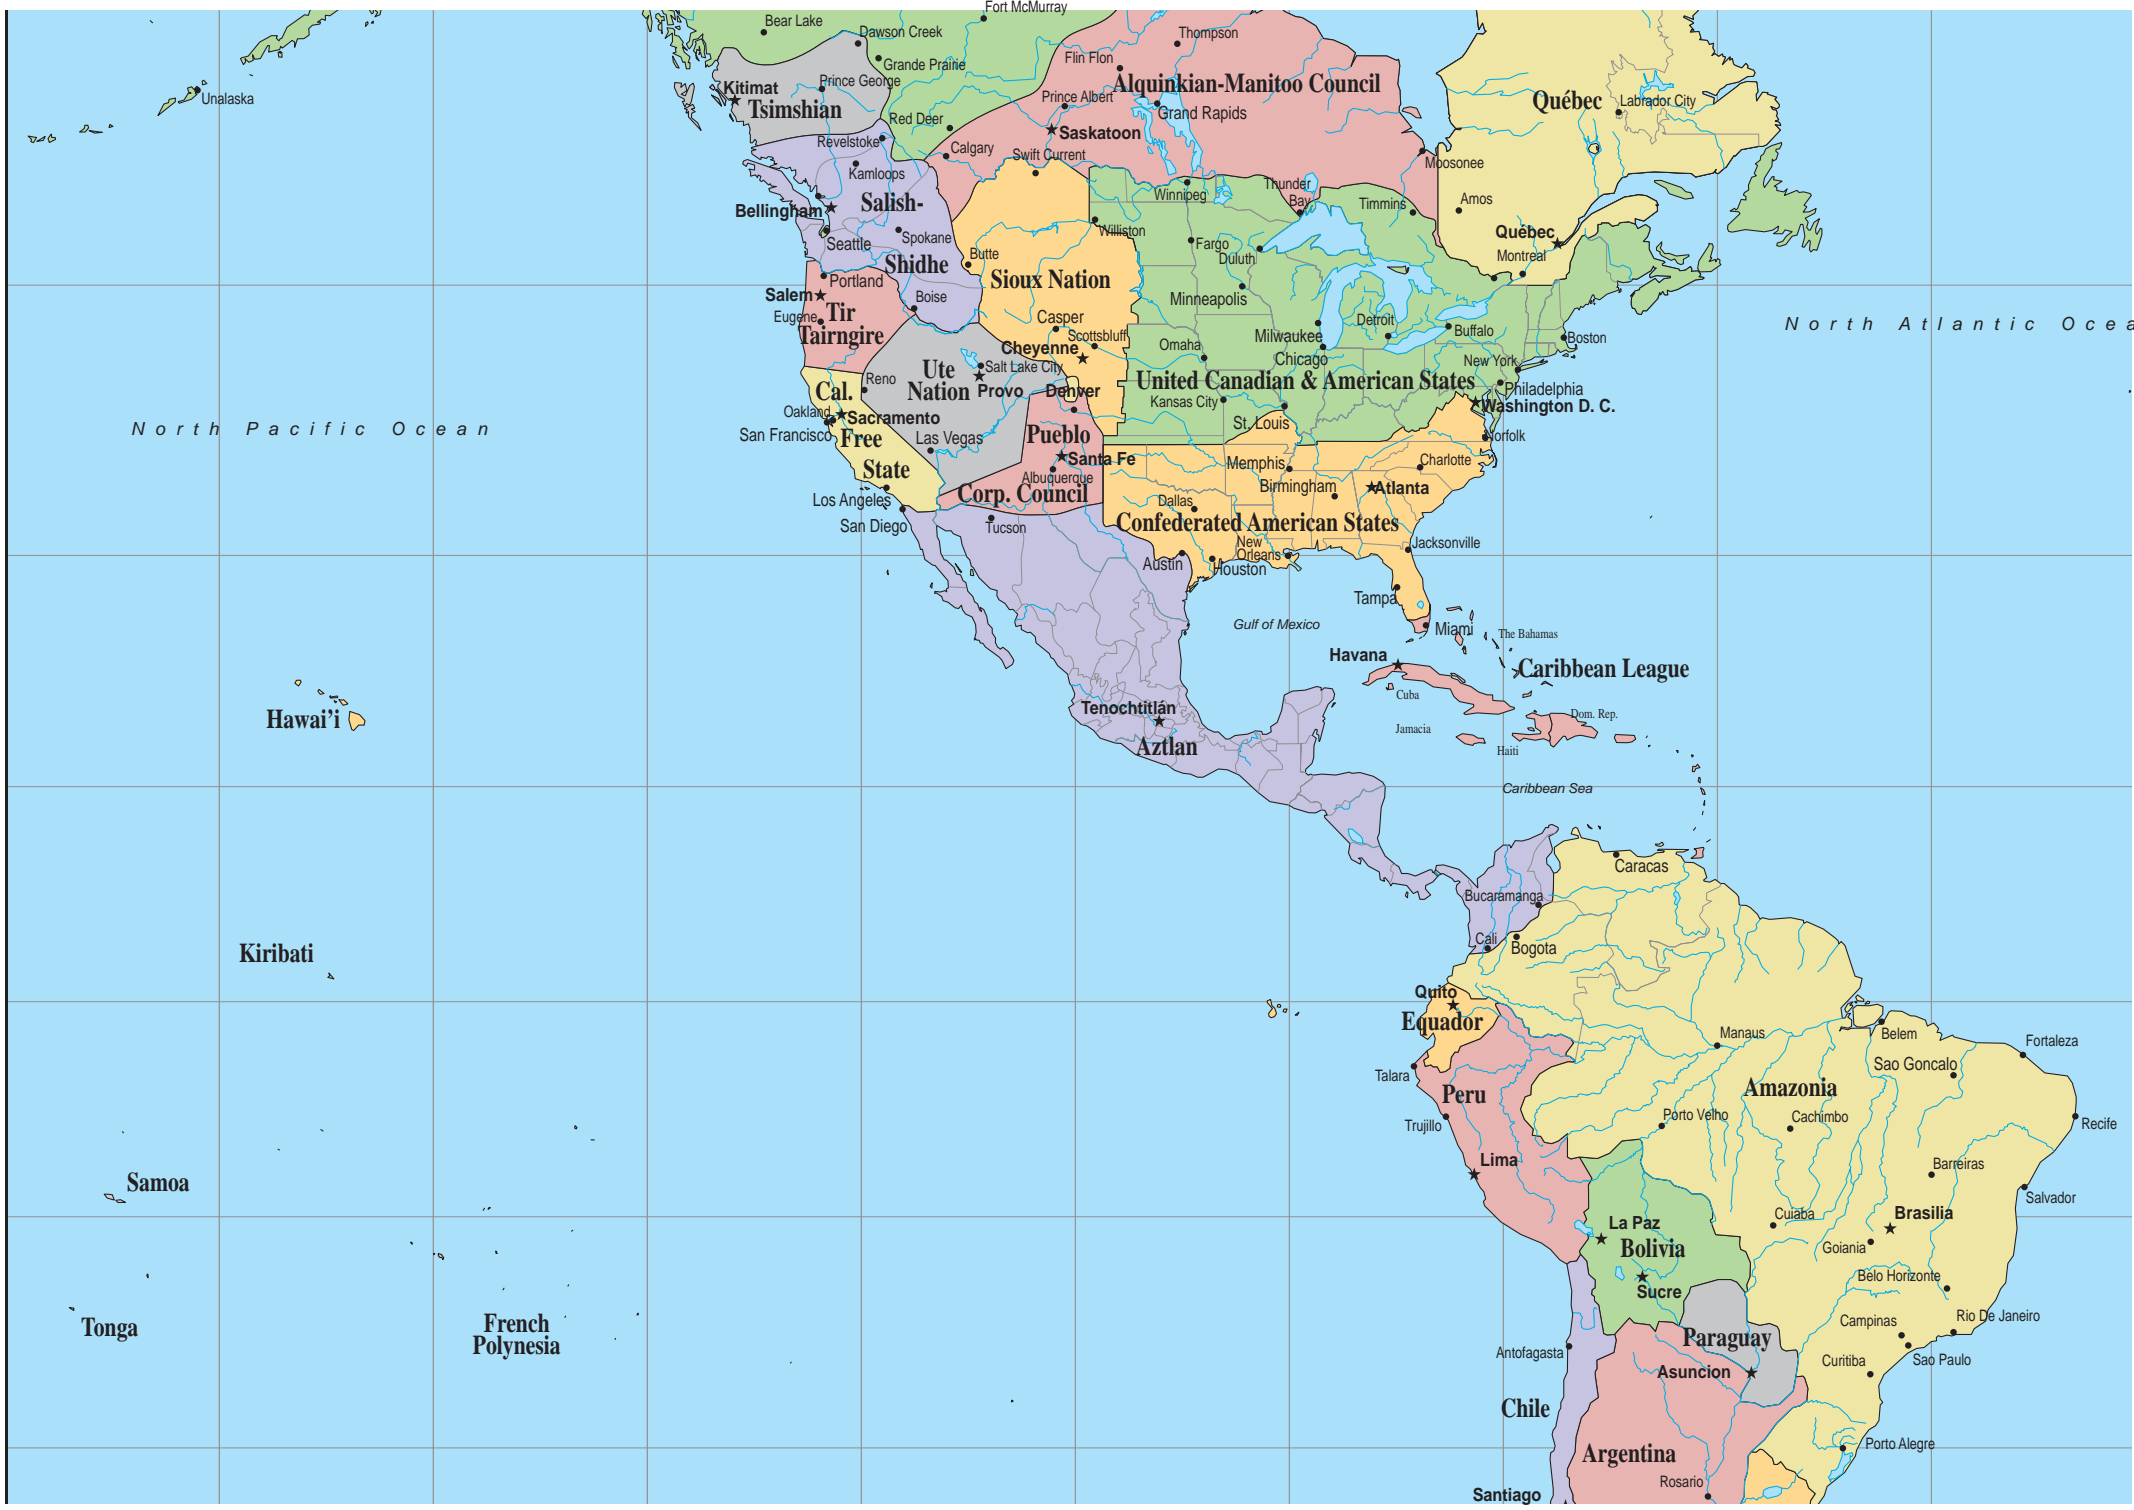 Fort McMurray
Bear Lake
Dawson Creek
Thompson
Grande Prairie
Flin Flon
Alquinkian-Manitoo Council
Unalaska
Kitimat
Prince George
Tsimshian
Prince Albert
Grand Rapids
Québec
Labrador City
Red Deer
Saskatoon
Revelstoke
Calgary
Swift Current
Moosonee
Kamloops
Winnipeg
Thunder
Bay
Timmins
Amos
Salish-
Bellingham
Seattle
Spokane
Williston
Fargo
Duluth
Québec
Montreal
Butte
Shidhe
Sioux Nation
Portland
Salem
Boise
Minneapolis
Eugene
Tir
Tairngire
Casper
Scottsbluff
Cheyenne
Omaha
Milwaukee
Chicago
Detroit
Buffalo
Boston
North Atlantic Ocea
New York
Ute
Nation
Salt Lake City
Provo
Denver
United Canadian & American States
Philadelphia
Washington D. C.
Reno
Cal.
Free
State
Oakland
Sacramento
San Francisco
North Pacific Ocean
Kansas City
St. Louis
Norfolk
Las Vegas
Pueblo
Santa Fe
Albuquerque
Corp. Council
Memphis
Charlotte
Birmingham
Atlanta
Los Angeles
San Diego
Tucson
Dallas
Confederated American States
Austin
Houston
New
Orleans
Jacksonville
Tampa
Gulf of Mexico
Miami
The Bahamas
Havana
Caribbean League
Cuba
Hawai'i
Tenochtitlán
Aztlan
Jamacia
Haiti
Dom. Rep.
Caribbean Sea
Caracas
Bucaramanga
Cali
Bogota
Kiribati
Quito
Equador
Manaus
Belem
Fortaleza
Sao Goncalo
Talara
Peru
Amazonia
Trujillo
Porto Velho
Cachimbo
Recife
Lima
Barreiras
Samoa
Salvador
La Paz
Bolivia
Cuiaba
Brasilia
Goiania
Sucre
Belo Horizonte
Tonga
French
Polynesia
Paraguay
Campinas
Rio De Janeiro
Antofagasta
Asuncion
Curitiba
Sao Paulo
Chile
Argentina
Porto Alegre
Rosario
Santiago